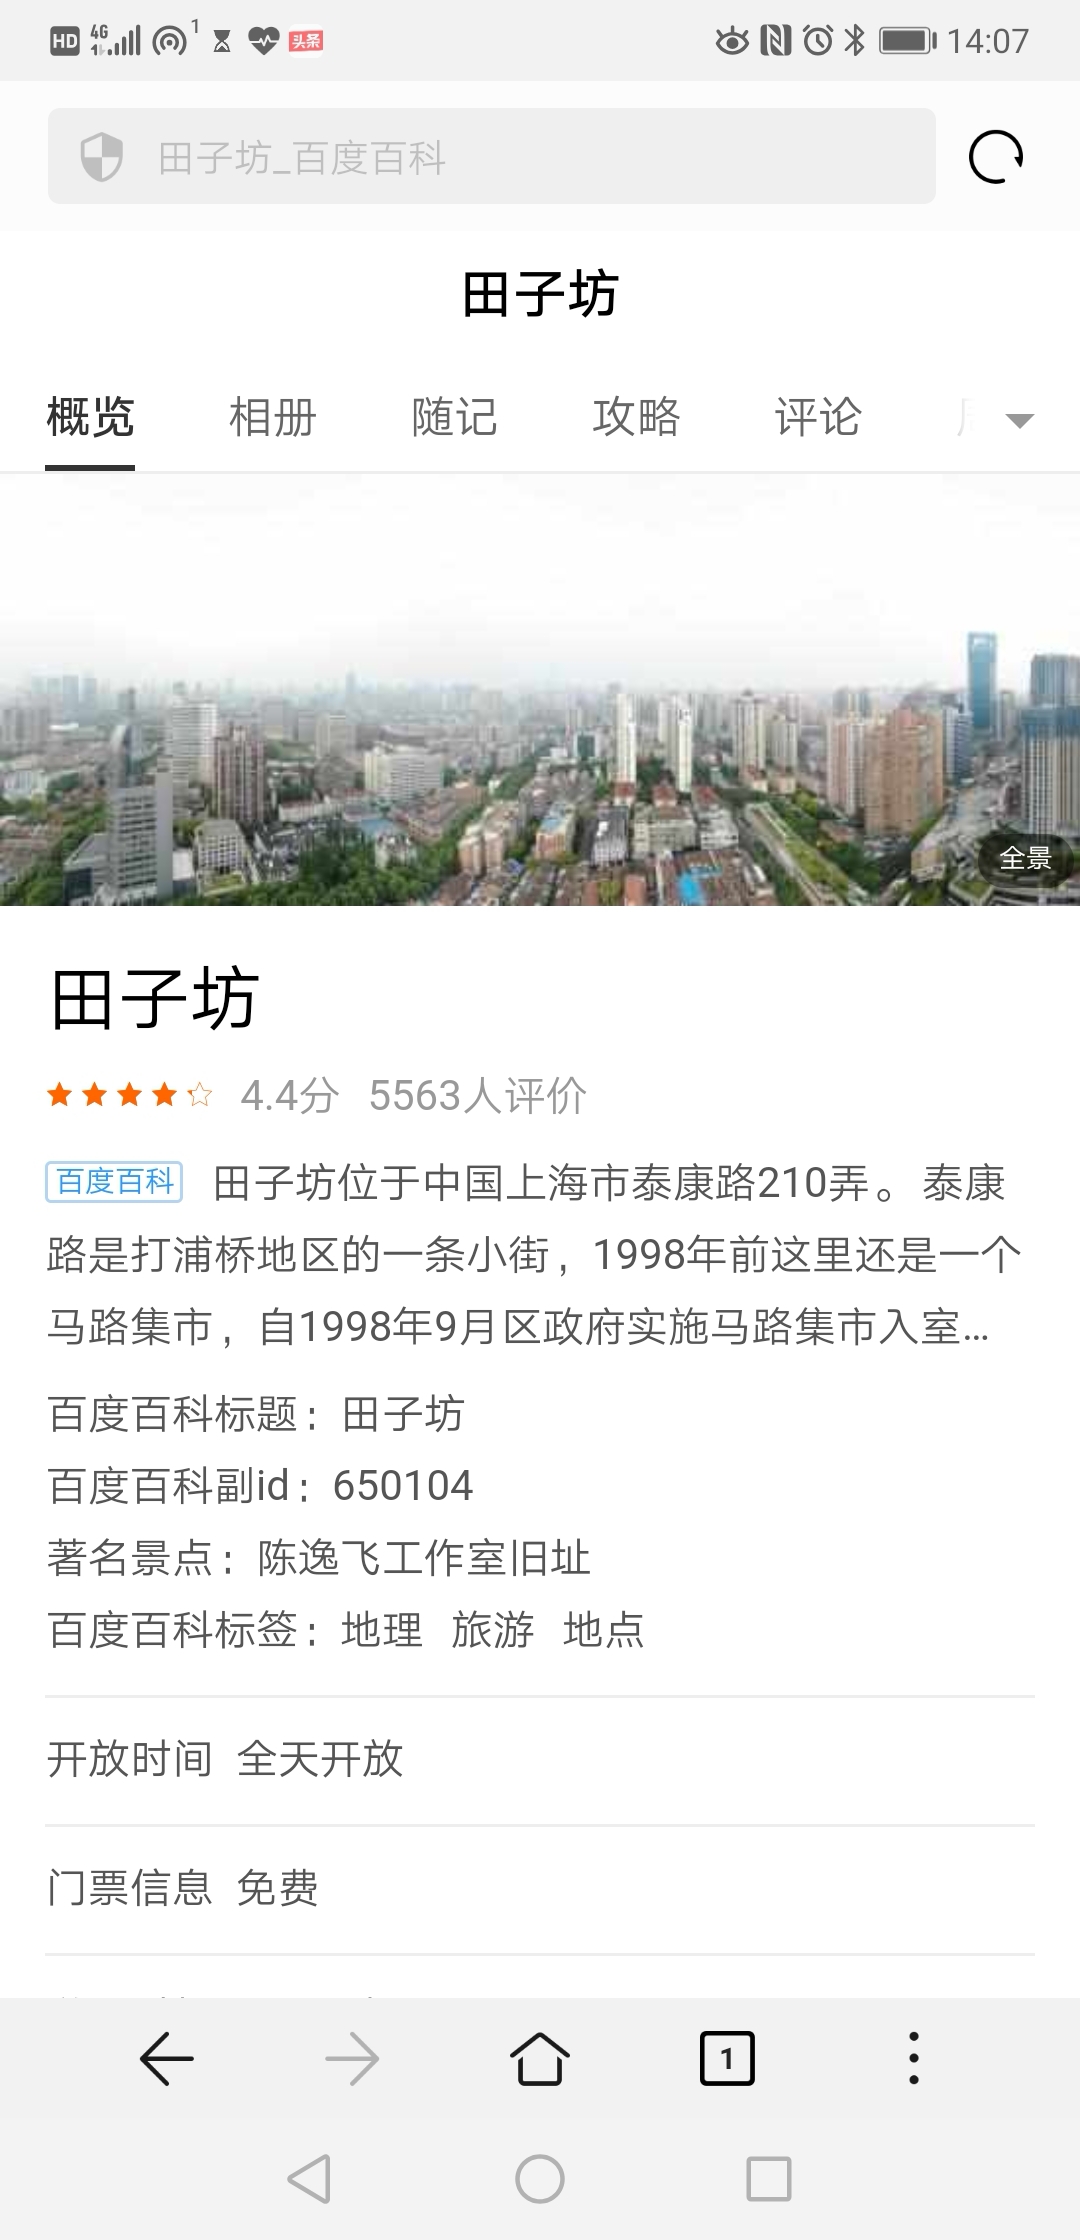 HD 4G 1 头条 14:07
田子坊_百度百科
田子坊
概览 相册 随记 攻略 评论
全景
田子坊
4.4分 5563人评价
百度百科 田子坊位于中国上海市泰康路210弄。泰康
路是打浦桥地区的一条小街，1998年前这里还是一个
马路集市，自1998年9月区政府实施马路集市入室...
百度百科标题：田子坊
百度百科副id：650104
著名景点：陈逸飞工作室旧址
百度百科标签：地理 旅游 地点
开放时间 全天开放
门票信息 免费
1